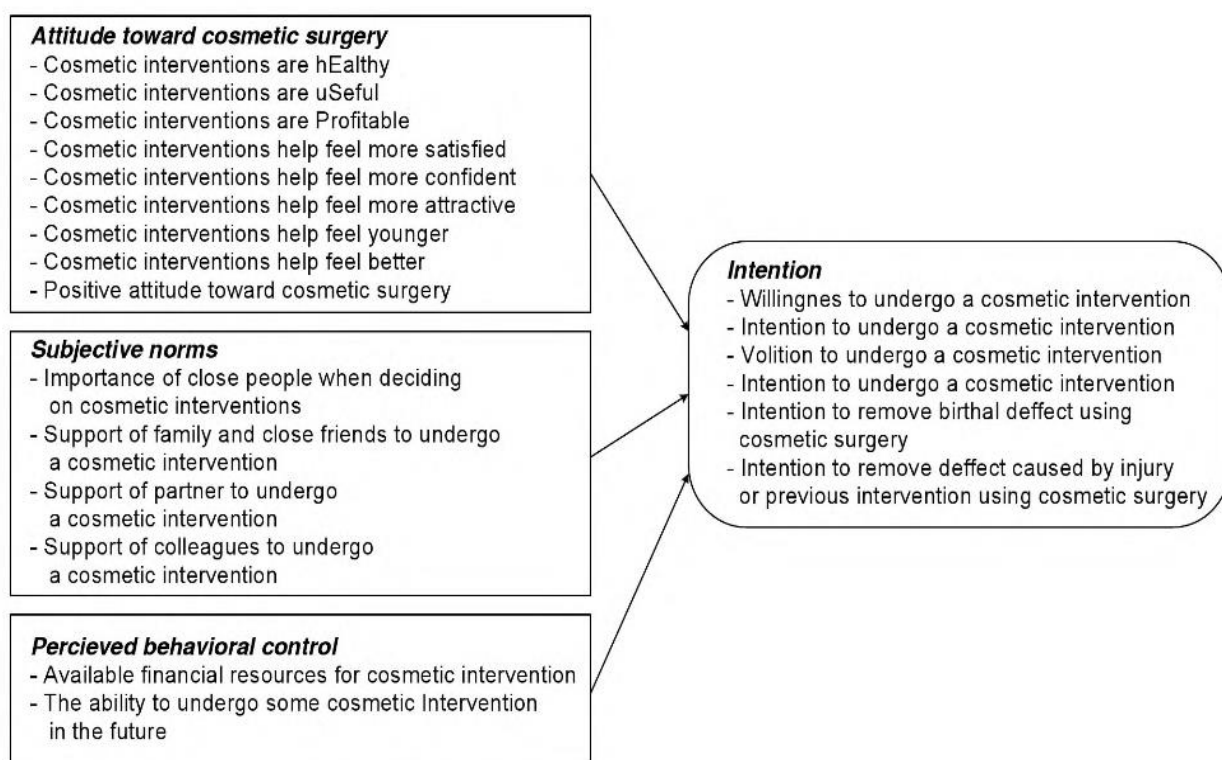 Attitude toward cosmetic surgery
- Cosmetic interventions are hEalthy
- Cosmetic interventions are uSeful
- Cosmetic interventions are Profitable
- Cosmetic interventions help feel more satisfied
- Cosmetic interventions help feel more confident
- Cosmetic interventions help feel more attractive
- Cosmetic interventions help feel younger
- Cosmetic interventions help feel better
- Positive attitude toward cosmetic surgery
Subjective norms
- Importance of close people when deciding
on cosmetic interventions
- Support of family and close friends to undergo
a cosmetic intervention
- Support of partner to undergo
a cosmetic intervention
- Support of colleagues to undergo
a cosmetic intervention
Percieved behavioral control
- Available financial resources for cosmetic intervention
- The ability to undergo some cosmetic Intervention
in the future
Intention
- Willingnes to undergo a cosmetic intervention
- Intention to undergo a cosmetic intervention
- Volition to undergo a cosmetic intervention
- Intention to undergo a cosmetic intervention
- Intention to remove birthal deffect using
cosmetic surgery
- Intention to remove deffect caused by injury
or previous intervention using cosmetic surgery